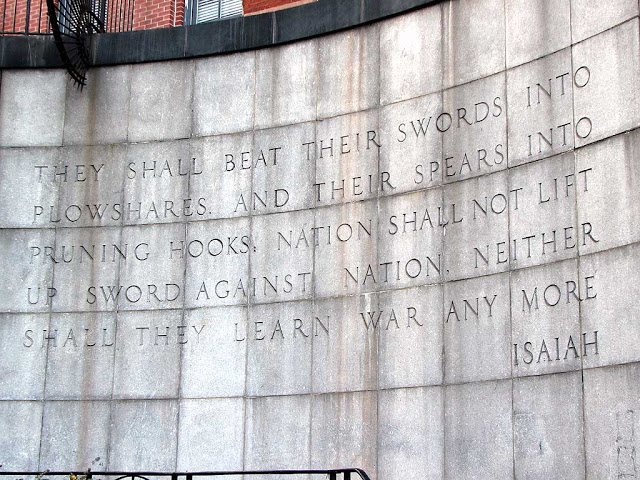 THEY SHALL BEAT THEIR SWORDS INTO
PLOWSHARES. AND THEIR SPEARS INTO
PRUNING HOOKS: NATION SHALL NOT LIFT
UP SWORD AGAINST NATION. NEITHER
SHALL THEY LEARN WAR ANY MORE
ISAIAH